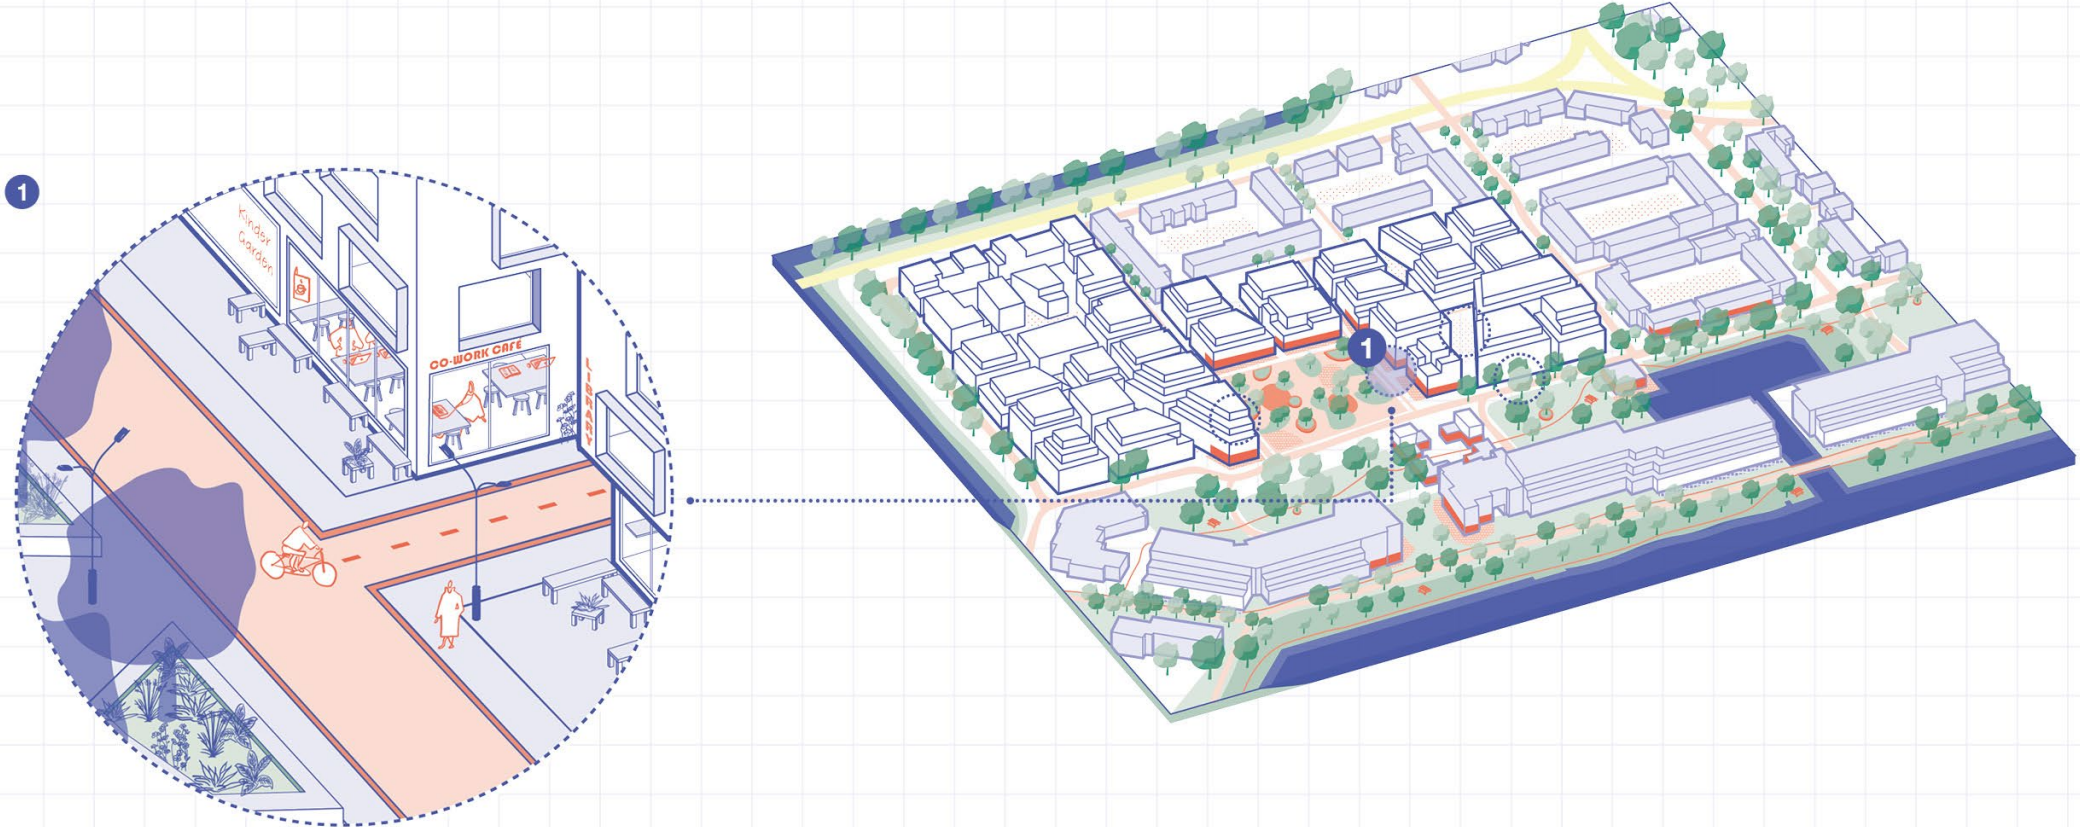 1
Kinder
Garden
CO-WORK CAFE
LIBRARY
1